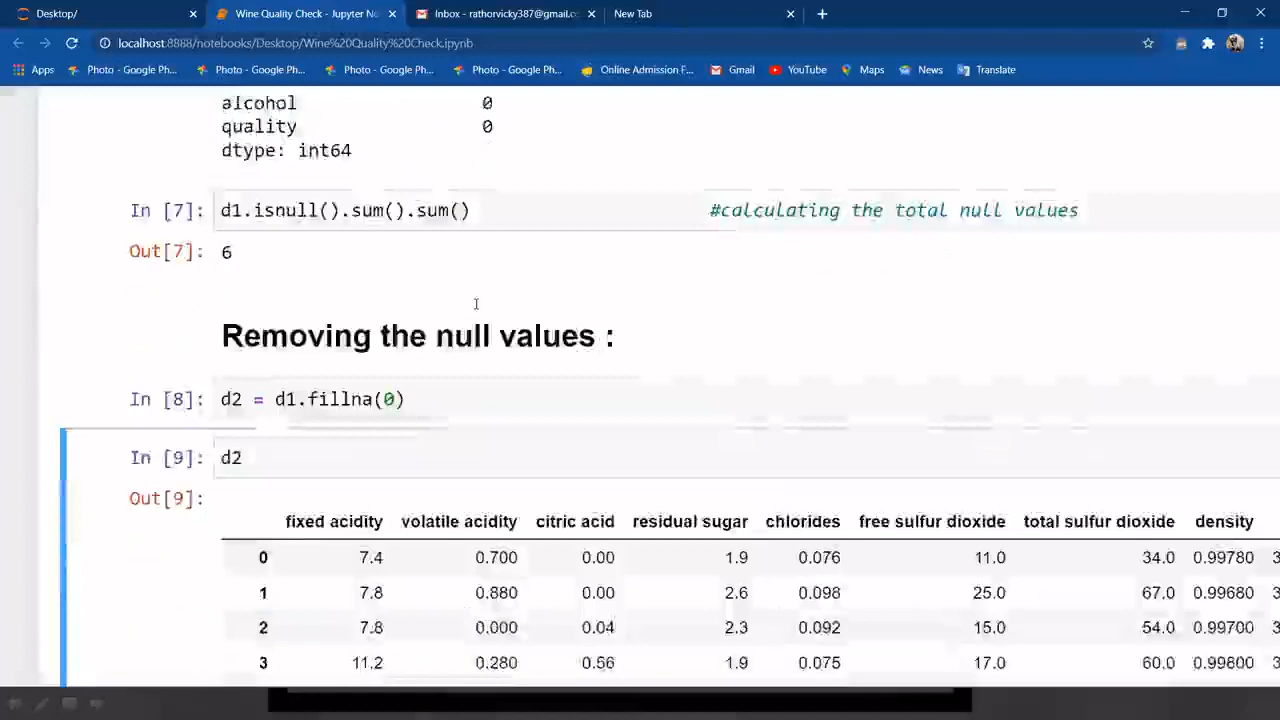 Desktop/
Wine Quality Check - Jupyter No
Inbox - rathorvicky387@gmail.co
New Tab
localhost:8888/notebooks/Desktop/Wine%20Quality%20Check.ipynb
Apps
Photo - Google Ph...
Photo - Google Ph...
Photo - Google Ph...
Photo - Google Ph...
Online Admission F...
Gmail
YouTube
Maps
News
Translate
alcohol 0
quality 0
dtype: int64
In [7]: d1.isnull().sum().sum() #calculating the total null values
Out[7]: 6
Removing the null values :
In [8]: d2 = d1.fillna(0)
In [9]: d2
Out[9]:
fixed acidity volatile acidity citric acid residual sugar chlorides free sulfur dioxide total sulfur dioxide density
0 7.4 0.700 0.00 1.9 0.076 11.0 34.0 0.99780 3
1 7.8 0.880 0.00 2.6 0.098 25.0 67.0 0.99680 3
2 7.8 0.000 0.04 2.3 0.092 15.0 54.0 0.99700 3
3 11.2 0.280 0.56 1.9 0.075 17.0 60.0 0.99800 3